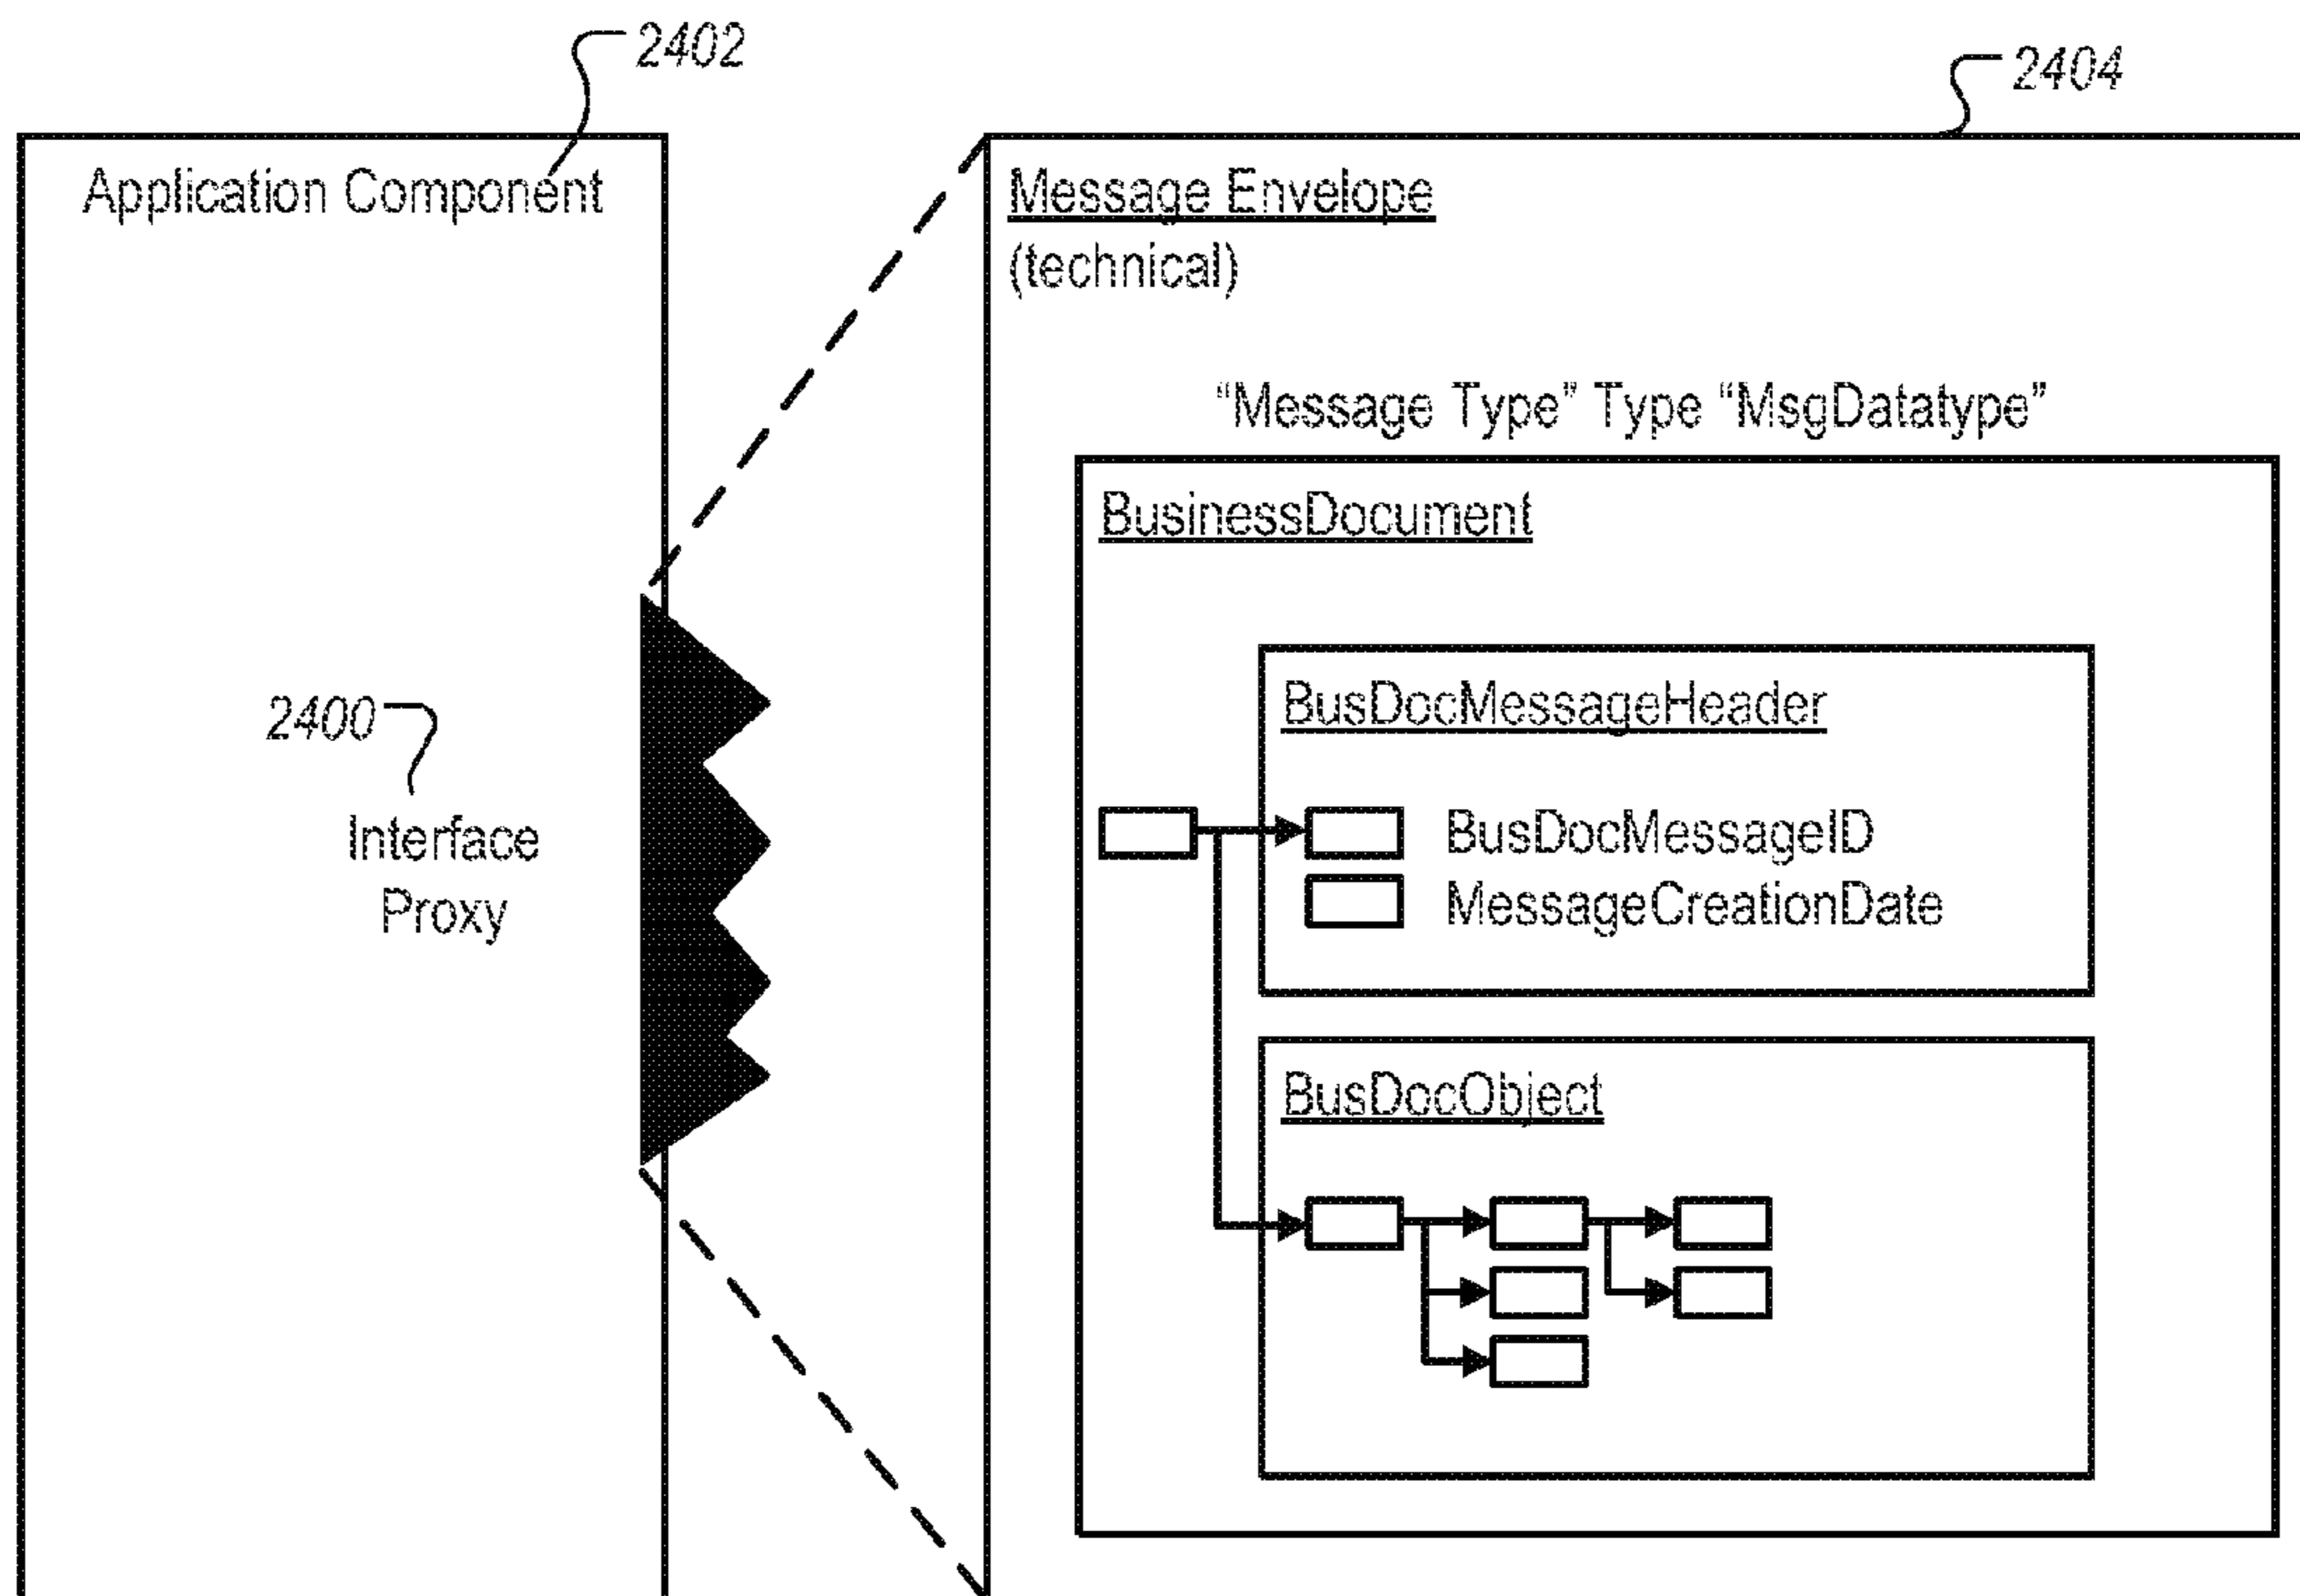 2402
2404
Application Component
Message Envelope
(technical)
“Message Type” Type “MsgDatatype”
BusinessDocument
BusDocMessageHeader
2400
Interface
Proxy
BusDocMessageID
MessageCreationDate
BusDocObject